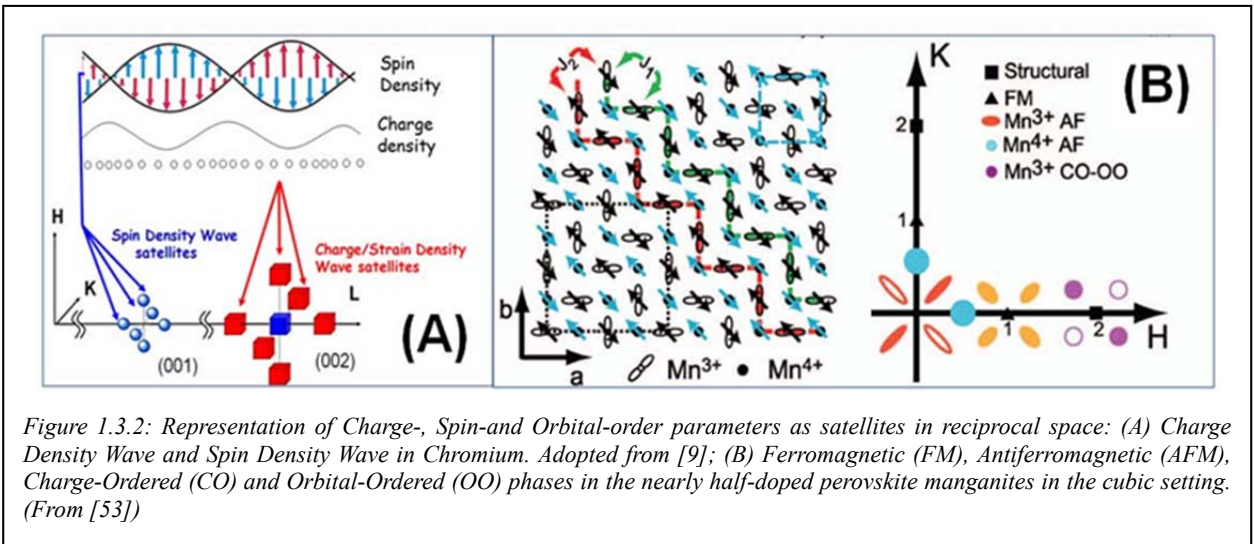 Spin
Density
Charge
density
H
Spin Density Wave
satellites
Charge/Strain Density
Wave satellites
K
L
(A)
(001)
(002)
J2
J1
b
a
Mn3+
Mn4+
K
(B)
Structural
FM
Mn3+ AF
Mn4+ AF
Mn3+ CO-OO
2
1
1
2
H
Figure 1.3.2: Representation of Charge-, Spin-and Orbital-order parameters as satellites in reciprocal space: (A) Charge
Density Wave and Spin Density Wave in Chromium. Adopted from [9]; (B) Ferromagnetic (FM), Antiferromagnetic (AFM),
Charge-Ordered (CO) and Orbital-Ordered (OO) phases in the nearly half-doped perovskite manganites in the cubic setting.
(From [53])